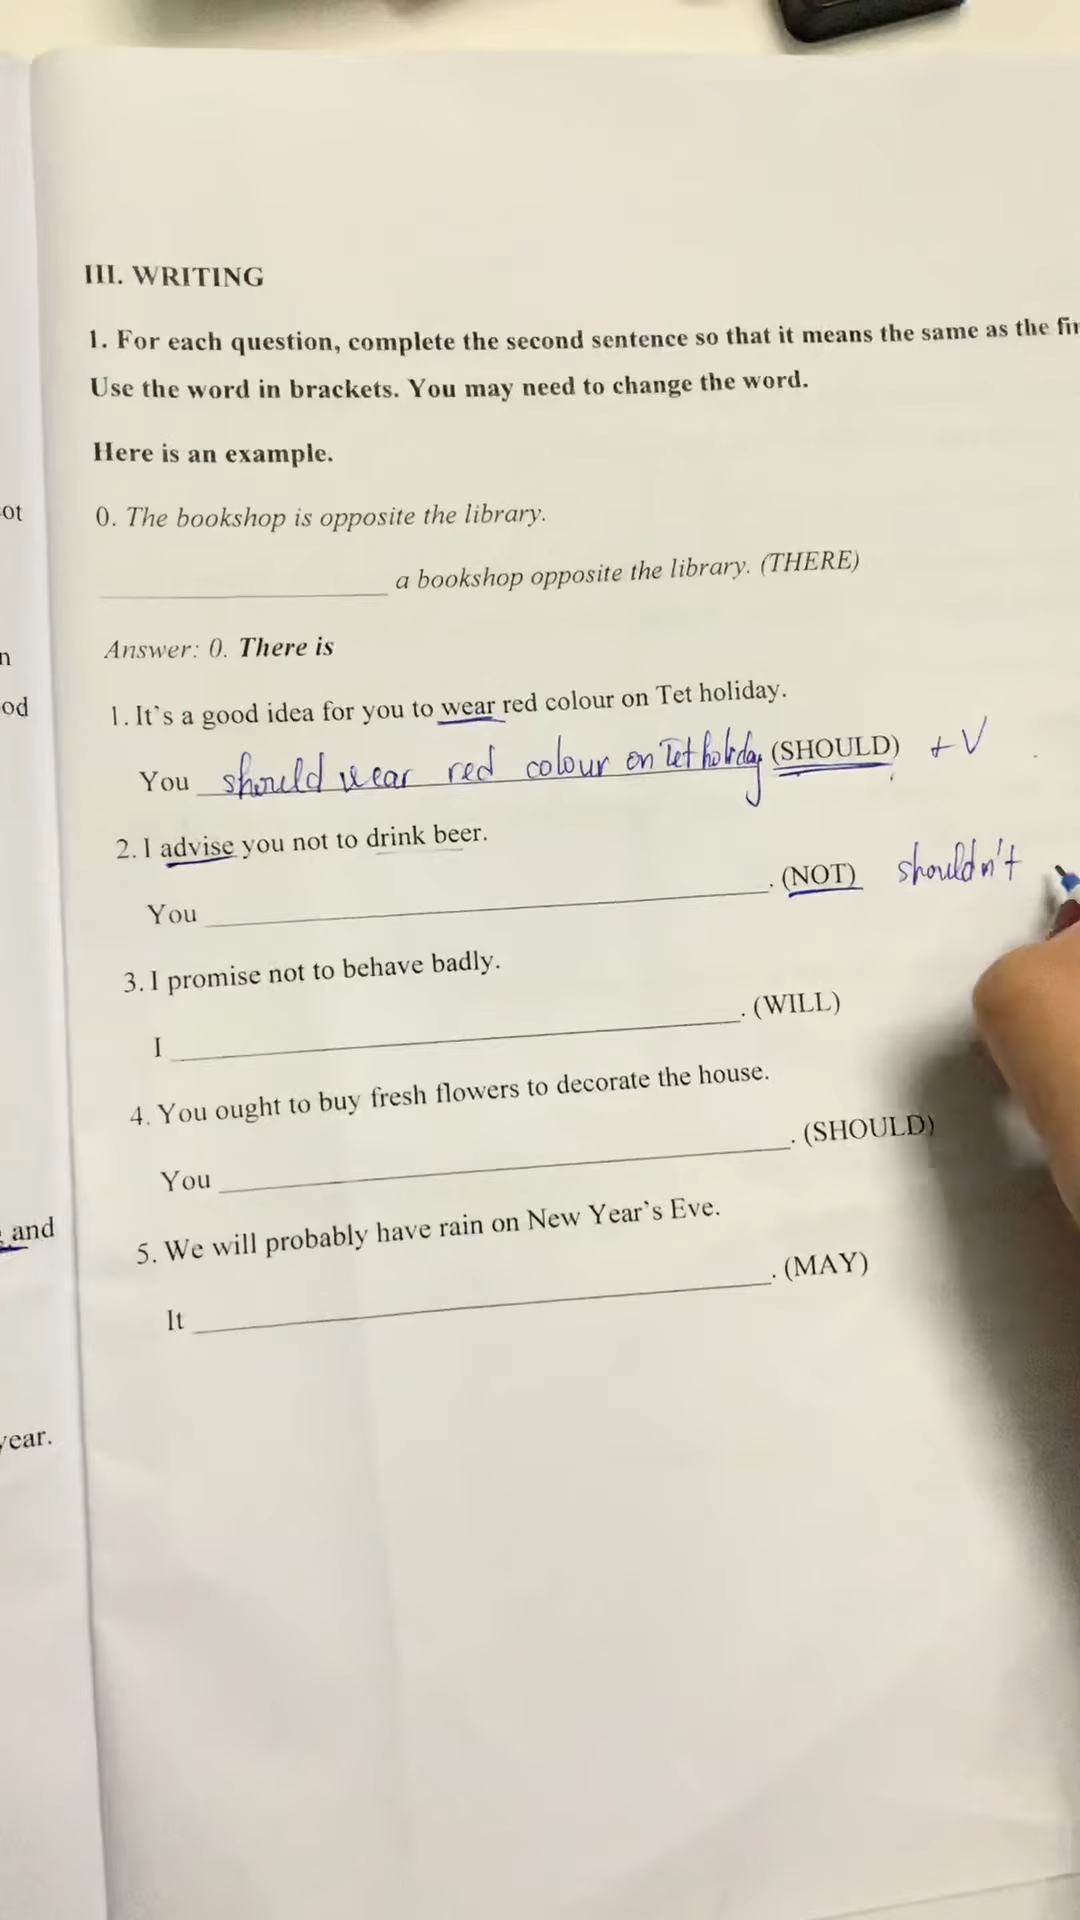 III. WRITING
1. For each question, complete the second sentence so that it means the same as the
Use the word in brackets. You may need to change the word.
Here is an example.
0. The bookshop is opposite the library.
____________________ a bookshop opposite the library. (THERE)
Answer: 0. There is
1. It's a good idea for you to wear red colour on Tet holiday.
You should wear red colour on Tet holiday (SHOULD) + V
2. I advise you not to drink beer.
You ____________________. (NOT) shouldn't
3. I promise not to behave badly.
I ____________________. (WILL)
4. You ought to buy fresh flowers to decorate the house.
You ____________________. (SHOULD)
5. We will probably have rain on New Year's Eve.
It ____________________. (MAY)
and